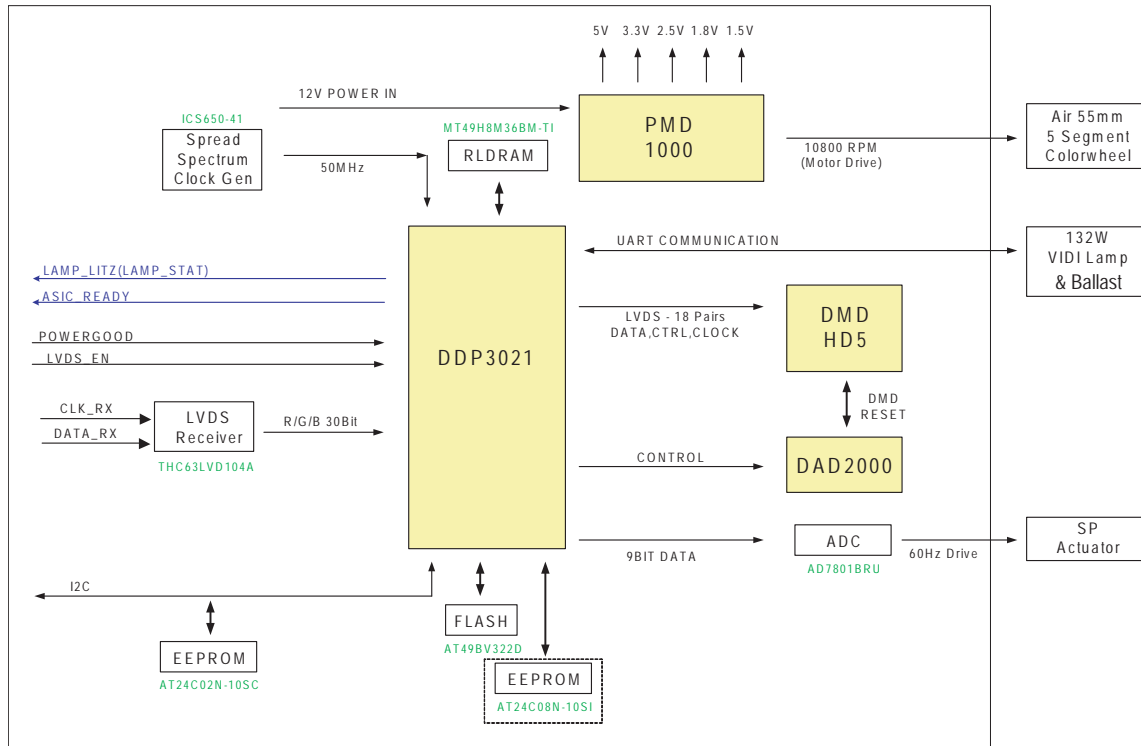 5V 3.3V 2.5V 1.8V 1.5V
12V POWER IN
ICS650-41
Spread
Spectrum
Clock Gen
50MHz
MT49H8M36BM-TI
RLDRAM
PMD
1000
10800 RPM
(Motor Drive)
Air 55mm
5 Segment
Colorwheel
UART COMMUNICATION
132W
VIDI Lamp
& Ballast
LAMP_LITZ(LAMP_STAT)
ASIC_READY
POWERGOOD
LVDS_EN
DDP3021
LVDS - 18 Pairs
DATA,CTRL,CLOCK
DMD
HD5
DMD
RESET
CLK_RX
DATA_RX
LVDS
Receiver
THC63LVD104A
R/G/B 30Bit
CONTROL
DAD2000
9BIT DATA
ADC
AD7801BRU
60Hz Drive
SP
Actuator
I2C
EEPROM
AT24C02N-10SC
FLASH
AT49BV322D
EEPROM
AT24C08N-10SI